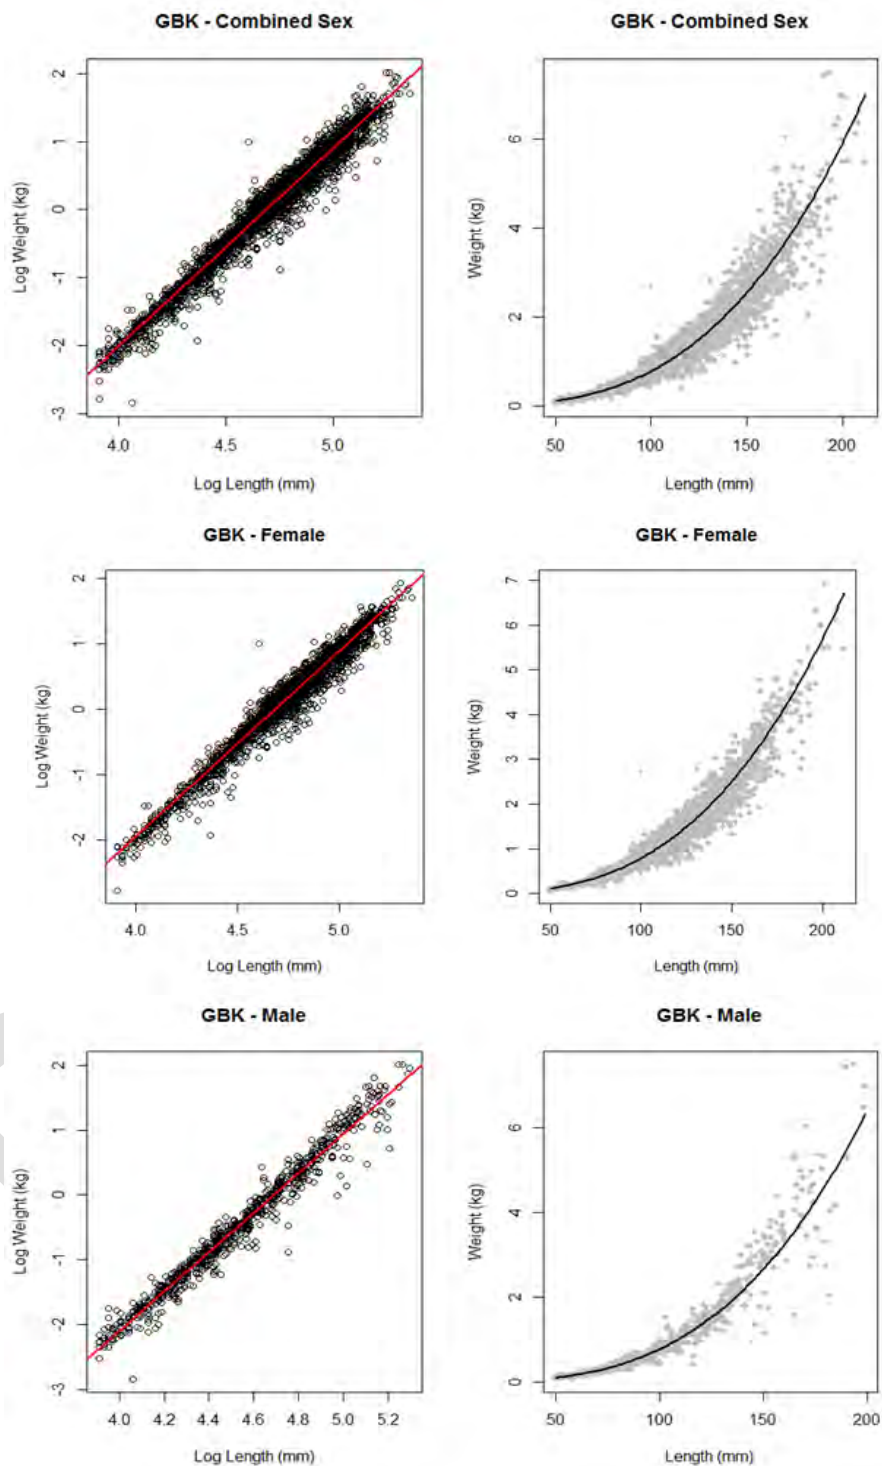 GBK - Combined Sex
GBK - Combined Sex
2
1
0
-1
-2
-3
Log Weight (kg)
4.0 4.5 5.0
Log Length (mm)
6
4
2
0
Weight (kg)
50 100 150 200
Length (mm)
GBK - Female
GBK - Female
2
1
0
-1
-2
Log Weight (kg)
4.0 4.5 5.0
Log Length (mm)
7
6
5
4
3
2
1
0
Weight (kg)
50 100 150 200
Length (mm)
GBK - Male
GBK - Male
2
1
0
-1
-2
-3
Log Weight (kg)
4.0 4.2 4.4 4.6 4.8 5.0 5.2
Log Length (mm)
6
4
2
0
Weight (kg)
50 100 150 200
Length (mm)